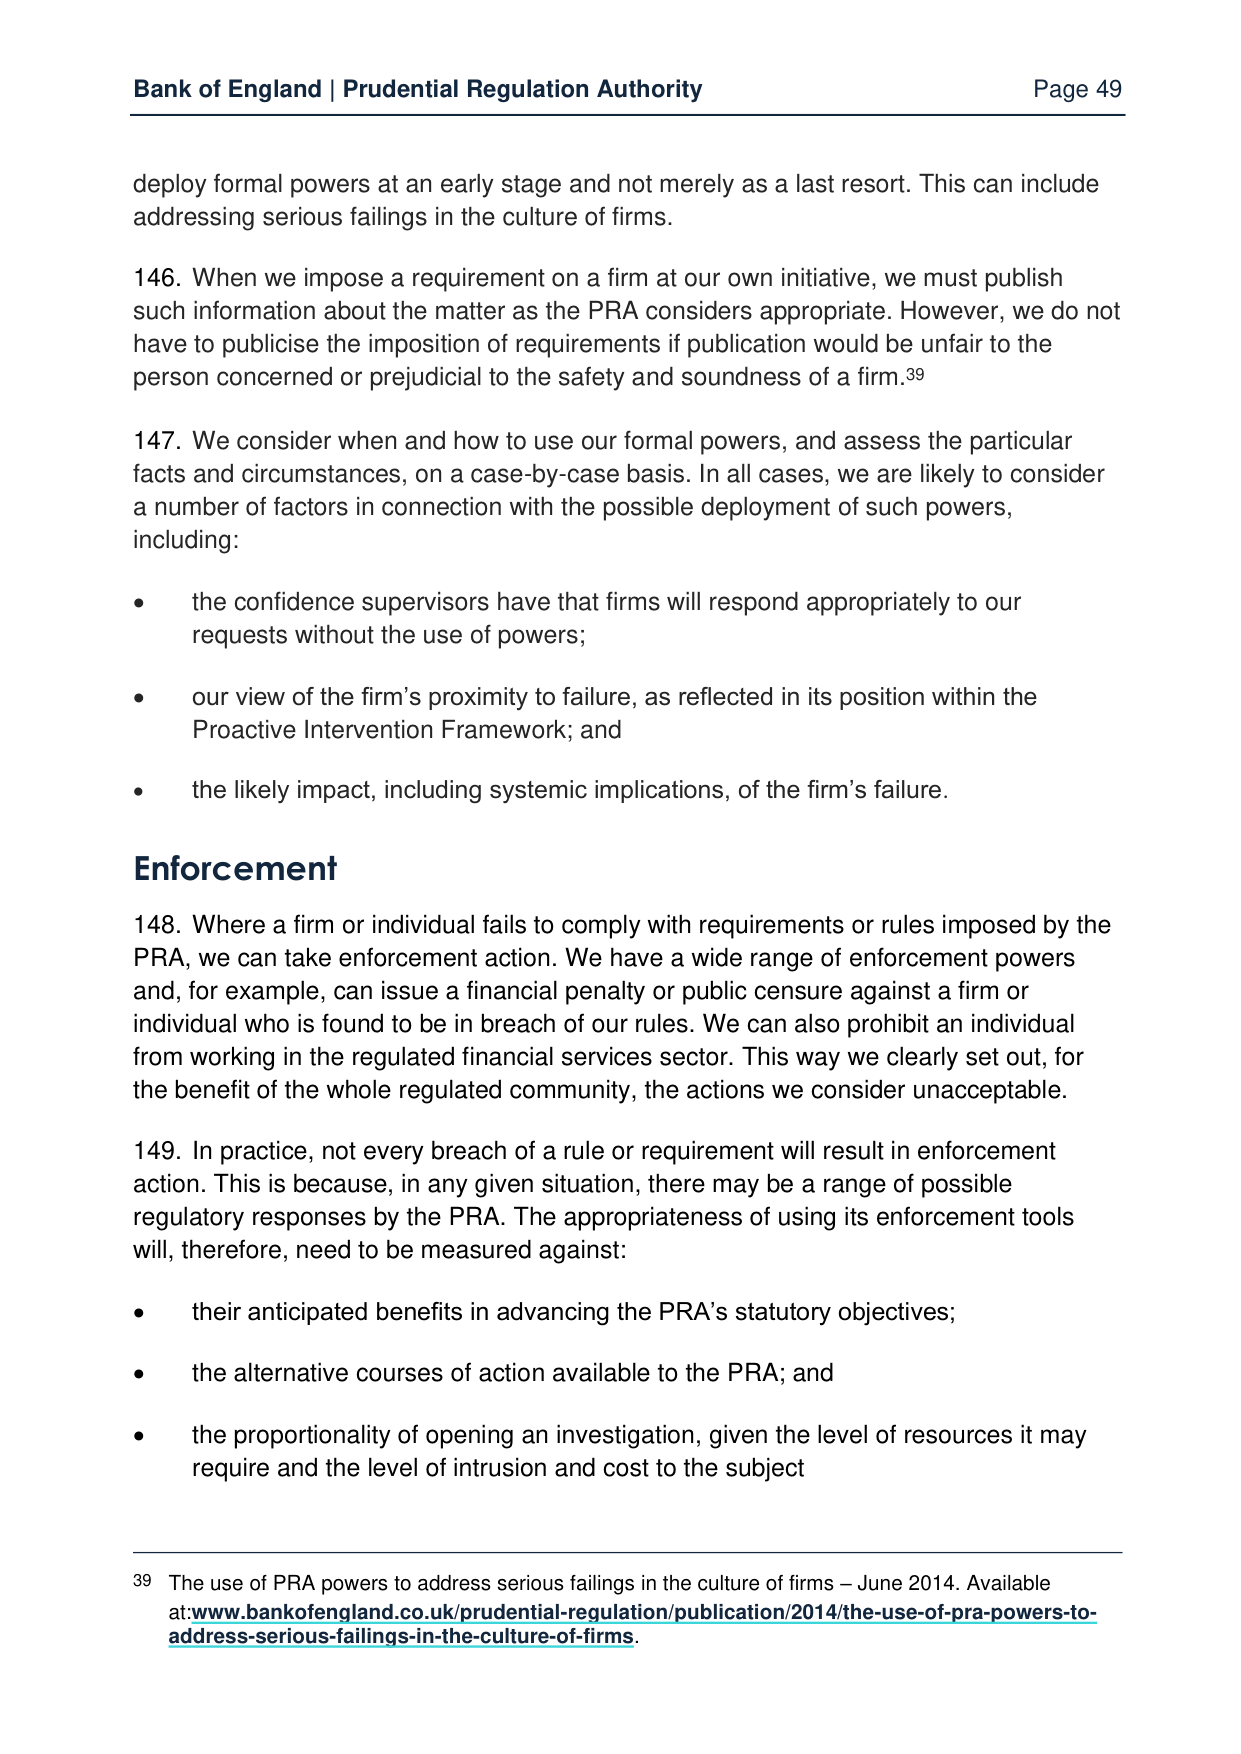 Bank of England | Prudential Regulation Authority Page 49
deploy formal powers at an early stage and not merely as a last resort. This can include
addressing serious failings in the culture of firms.
146. When we impose a requirement on a firm at our own initiative, we must publish
such information about the matter as the PRA considers appropriate. However, we do not
have to publicise the imposition of requirements if publication would be unfair to the
person concerned or prejudicial to the safety and soundness of a firm.39
147. We consider when and how to use our formal powers, and assess the particular
facts and circumstances, on a case-by-case basis. In all cases, we are likely to consider
a number of factors in connection with the possible deployment of such powers,
including:
• the confidence supervisors have that firms will respond appropriately to our
requests without the use of powers;
• our view of the firm’s proximity to failure, as reflected in its position within the
Proactive Intervention Framework; and
• the likely impact, including systemic implications, of the firm’s failure.
Enforcement
148. Where a firm or individual fails to comply with requirements or rules imposed by the
PRA, we can take enforcement action. We have a wide range of enforcement powers
and, for example, can issue a financial penalty or public censure against a firm or
individual who is found to be in breach of our rules. We can also prohibit an individual
from working in the regulated financial services sector. This way we clearly set out, for
the benefit of the whole regulated community, the actions we consider unacceptable.
149. In practice, not every breach of a rule or requirement will result in enforcement
action. This is because, in any given situation, there may be a range of possible
regulatory responses by the PRA. The appropriateness of using its enforcement tools
will, therefore, need to be measured against:
• their anticipated benefits in advancing the PRA’s statutory objectives;
• the alternative courses of action available to the PRA; and
• the proportionality of opening an investigation, given the level of resources it may
require and the level of intrusion and cost to the subject
39 The use of PRA powers to address serious failings in the culture of firms – June 2014. Available
at:www.bankofengland.co.uk/prudential-regulation/publication/2014/the-use-of-pra-powers-to-
address-serious-failings-in-the-culture-of-firms.